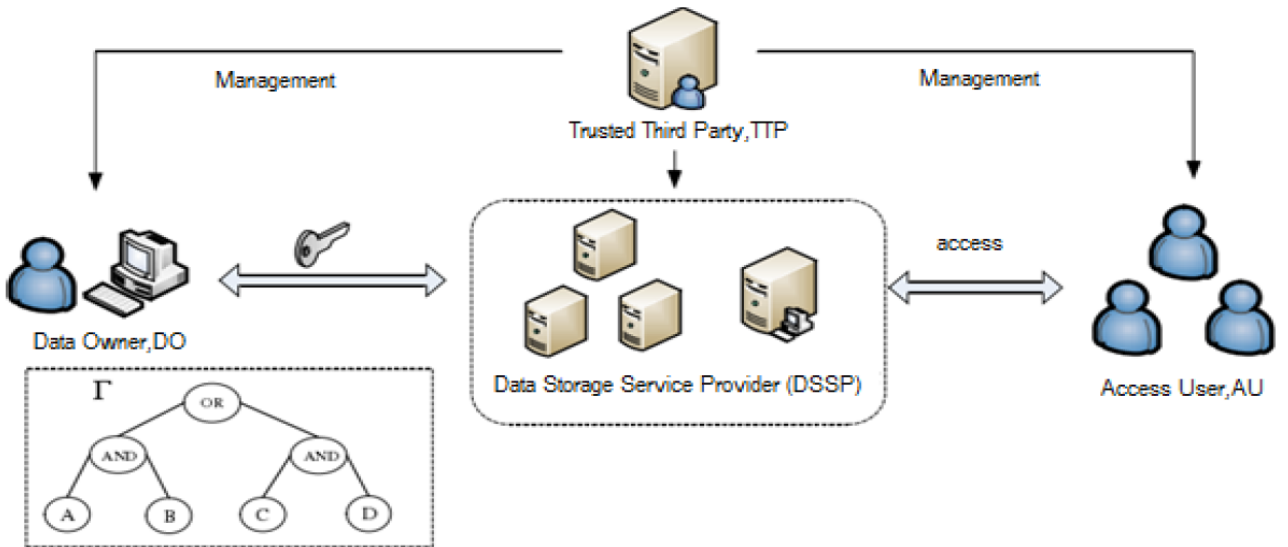 Management
Management
Trusted Third Party,TTP
access
Data Owner,DO
Data Storage Service Provider (DSSP)
Access User,AU
Γ
OR
AND
AND
A
B
C
D